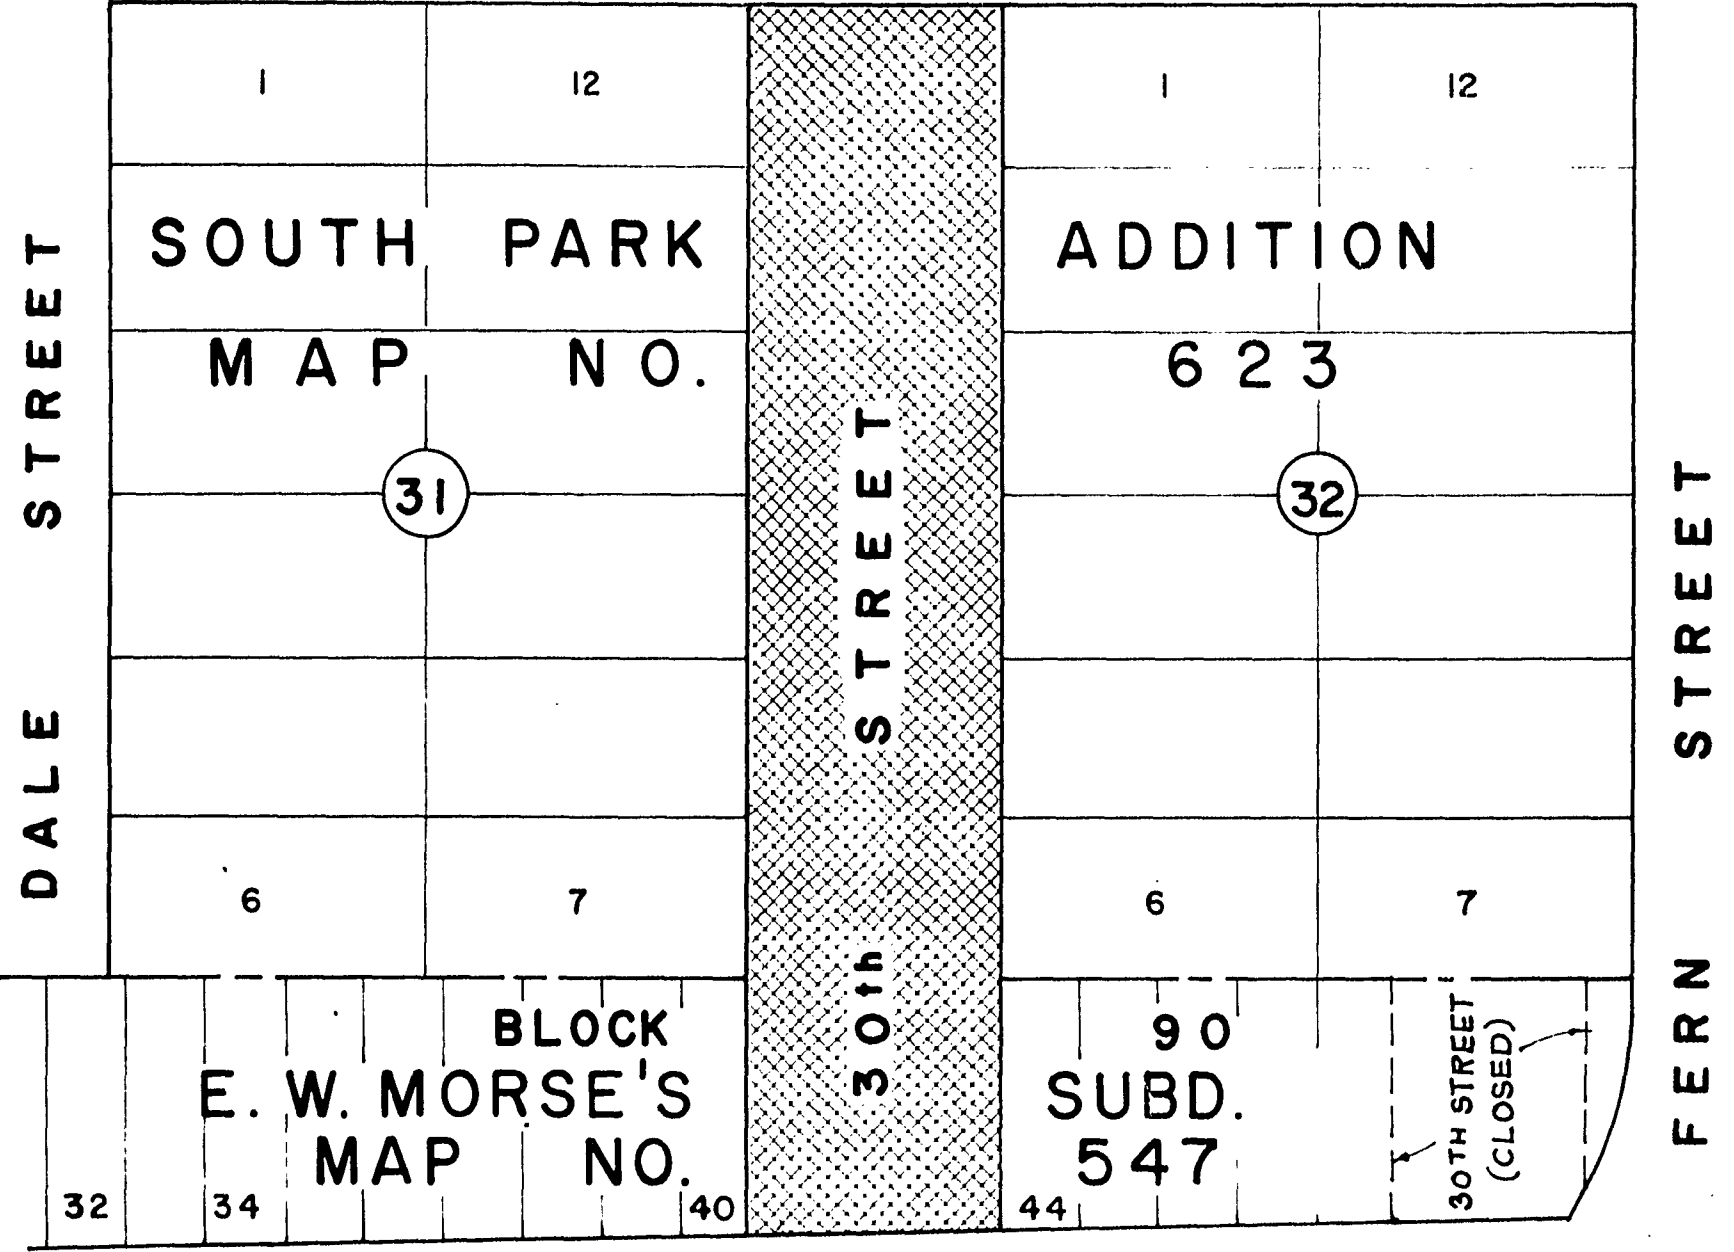 1 12 1 12
SOUTH PARK ADDITION
MAP NO. 623
31 32
DALE STREET
30th STREET
FERN STREET
6 7 6 7
BLOCK 90
E. W. MORSE'S SUBD.
MAP NO. 547
30TH STREET
(CLOSED)
32 34 40 44